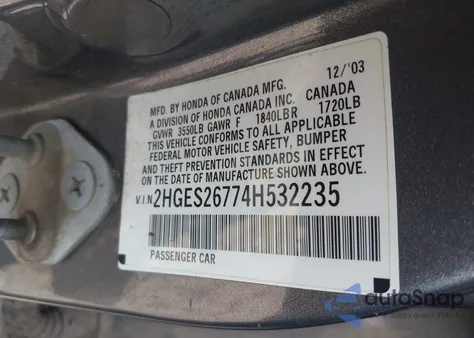 12/'03
MFD. BY HONDA OF CANADA MFG.
A DIVISION OF HONDA CANADA INC. CANADA
GVWR 3550LB GAWR F 1840LB R 1720LB
THIS VEHICLE CONFORMS TO ALL APPLICABLE
FEDERAL MOTOR VEHICLE SAFETY, BUMPER
AND THEFT PREVENTION STANDARDS IN EFFECT
ON THE DATE OF MANUFACTURE SHOWN ABOVE.
V.I.N 2HGES26774H532235
PASSENGER CAR
autoSnap